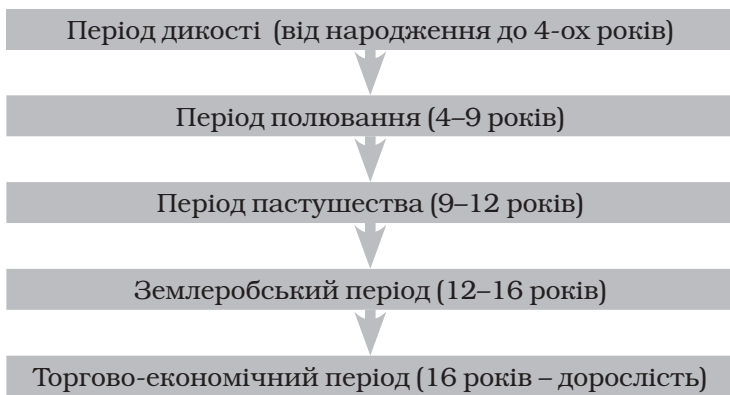 Період дикості (від народження до 4-ох років)
Період полювання (4–9 років)
Період пастушества (9–12 років)
Землеробський період (12–16 років)
Торгово-економічний період (16 років – дорослість)